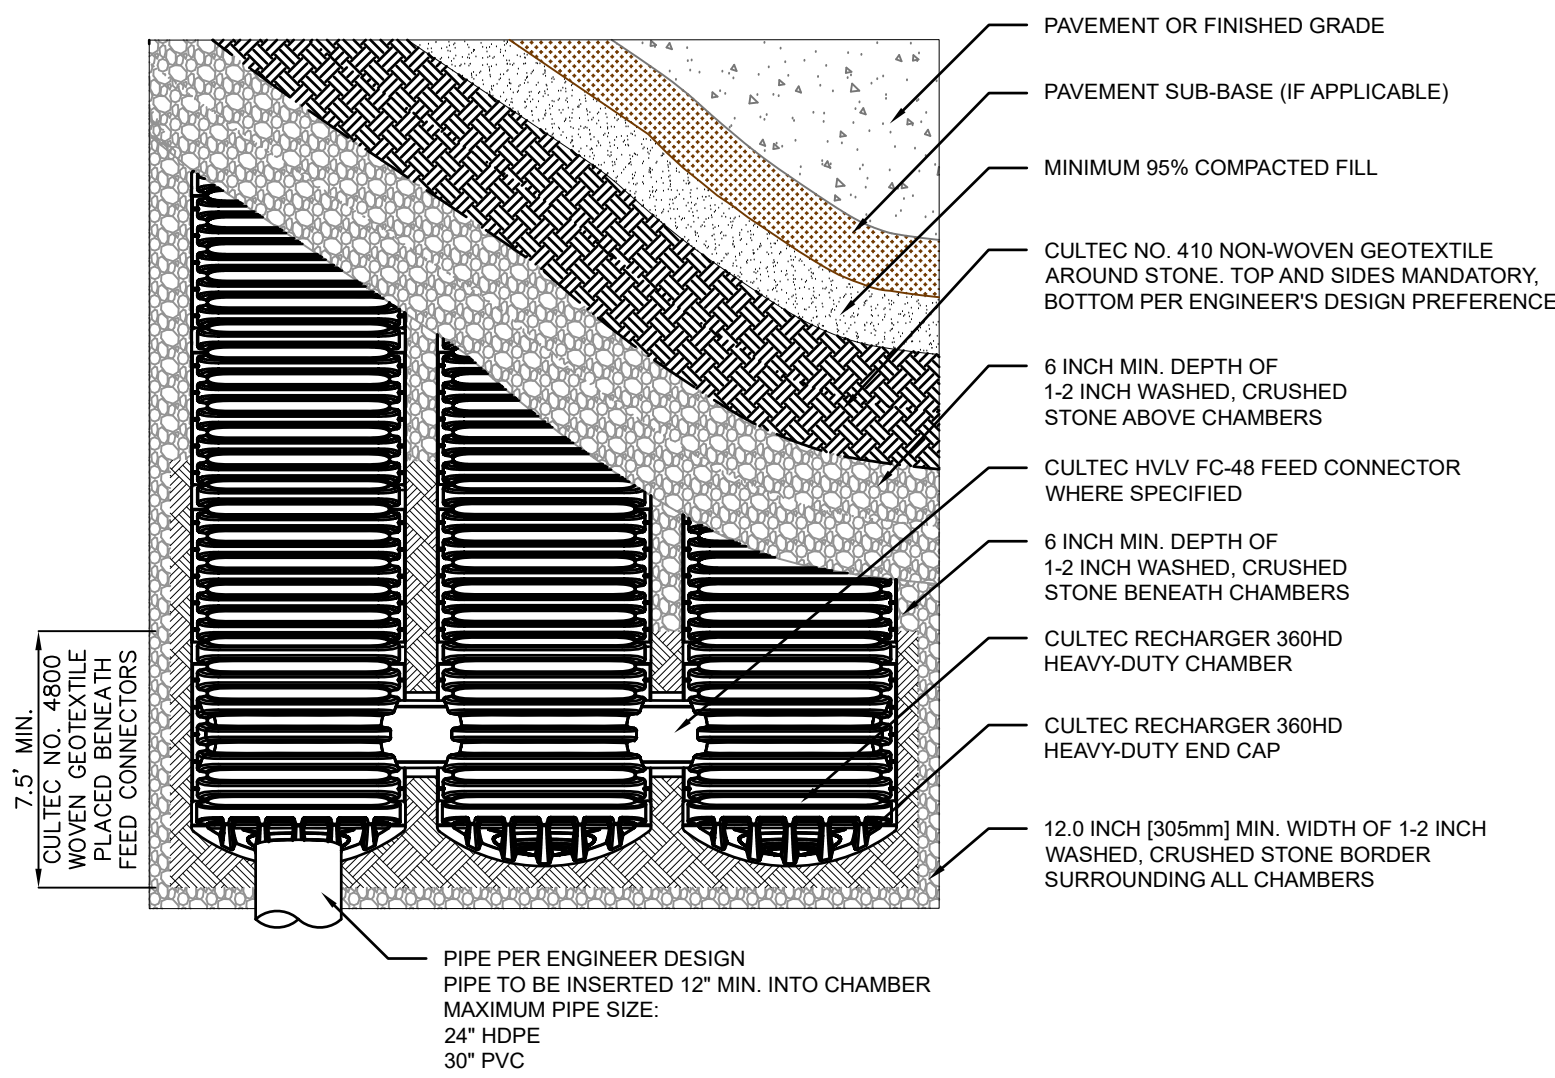 PAVEMENT OR FINISHED GRADE
PAVEMENT SUB-BASE (IF APPLICABLE)
MINIMUM 95% COMPACTED FILL
CULTEC NO. 410 NON-WOVEN GEOTEXTILE
AROUND STONE. TOP AND SIDES MANDATORY,
BOTTOM PER ENGINEER'S DESIGN PREFERENCE
6 INCH MIN. DEPTH OF
1-2 INCH WASHED, CRUSHED
STONE ABOVE CHAMBERS
CULTEC HVLV FC-48 FEED CONNECTOR
WHERE SPECIFIED
6 INCH MIN. DEPTH OF
1-2 INCH WASHED, CRUSHED
STONE BENEATH CHAMBERS
CULTEC RECHARGER 360HD
HEAVY-DUTY CHAMBER
CULTEC RECHARGER 360HD
HEAVY-DUTY END CAP
12.0 INCH [305mm] MIN. WIDTH OF 1-2 INCH
WASHED, CRUSHED STONE BORDER
SURROUNDING ALL CHAMBERS
7.5' MIN.
CULTEC NO. 4800
WOVEN GEOTEXTILE
PLACED BENEATH
FEED CONNECTORS
PIPE PER ENGINEER DESIGN
PIPE TO BE INSERTED 12" MIN. INTO CHAMBER
MAXIMUM PIPE SIZE:
24" HDPE
30" PVC